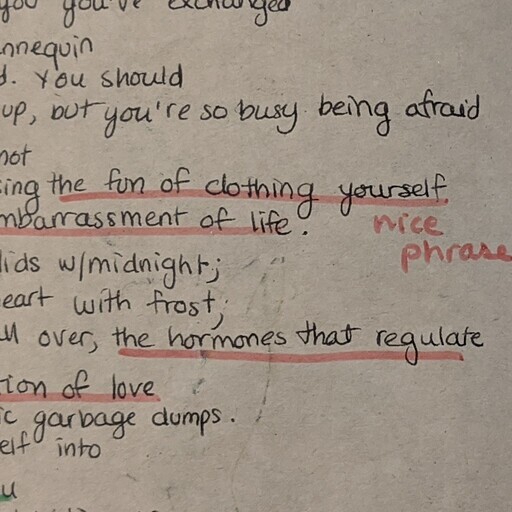 you you've exchanged
nnequin
d. You should
up, but you're so busy being afraid
not
ing the fun of clothing yourself
mbarrassment of life.
nice
phrase
lids w/midnight;
eart with frost;
ll over, the hormones that regulate
tion of love
ic garbage dumps.
elf into
u